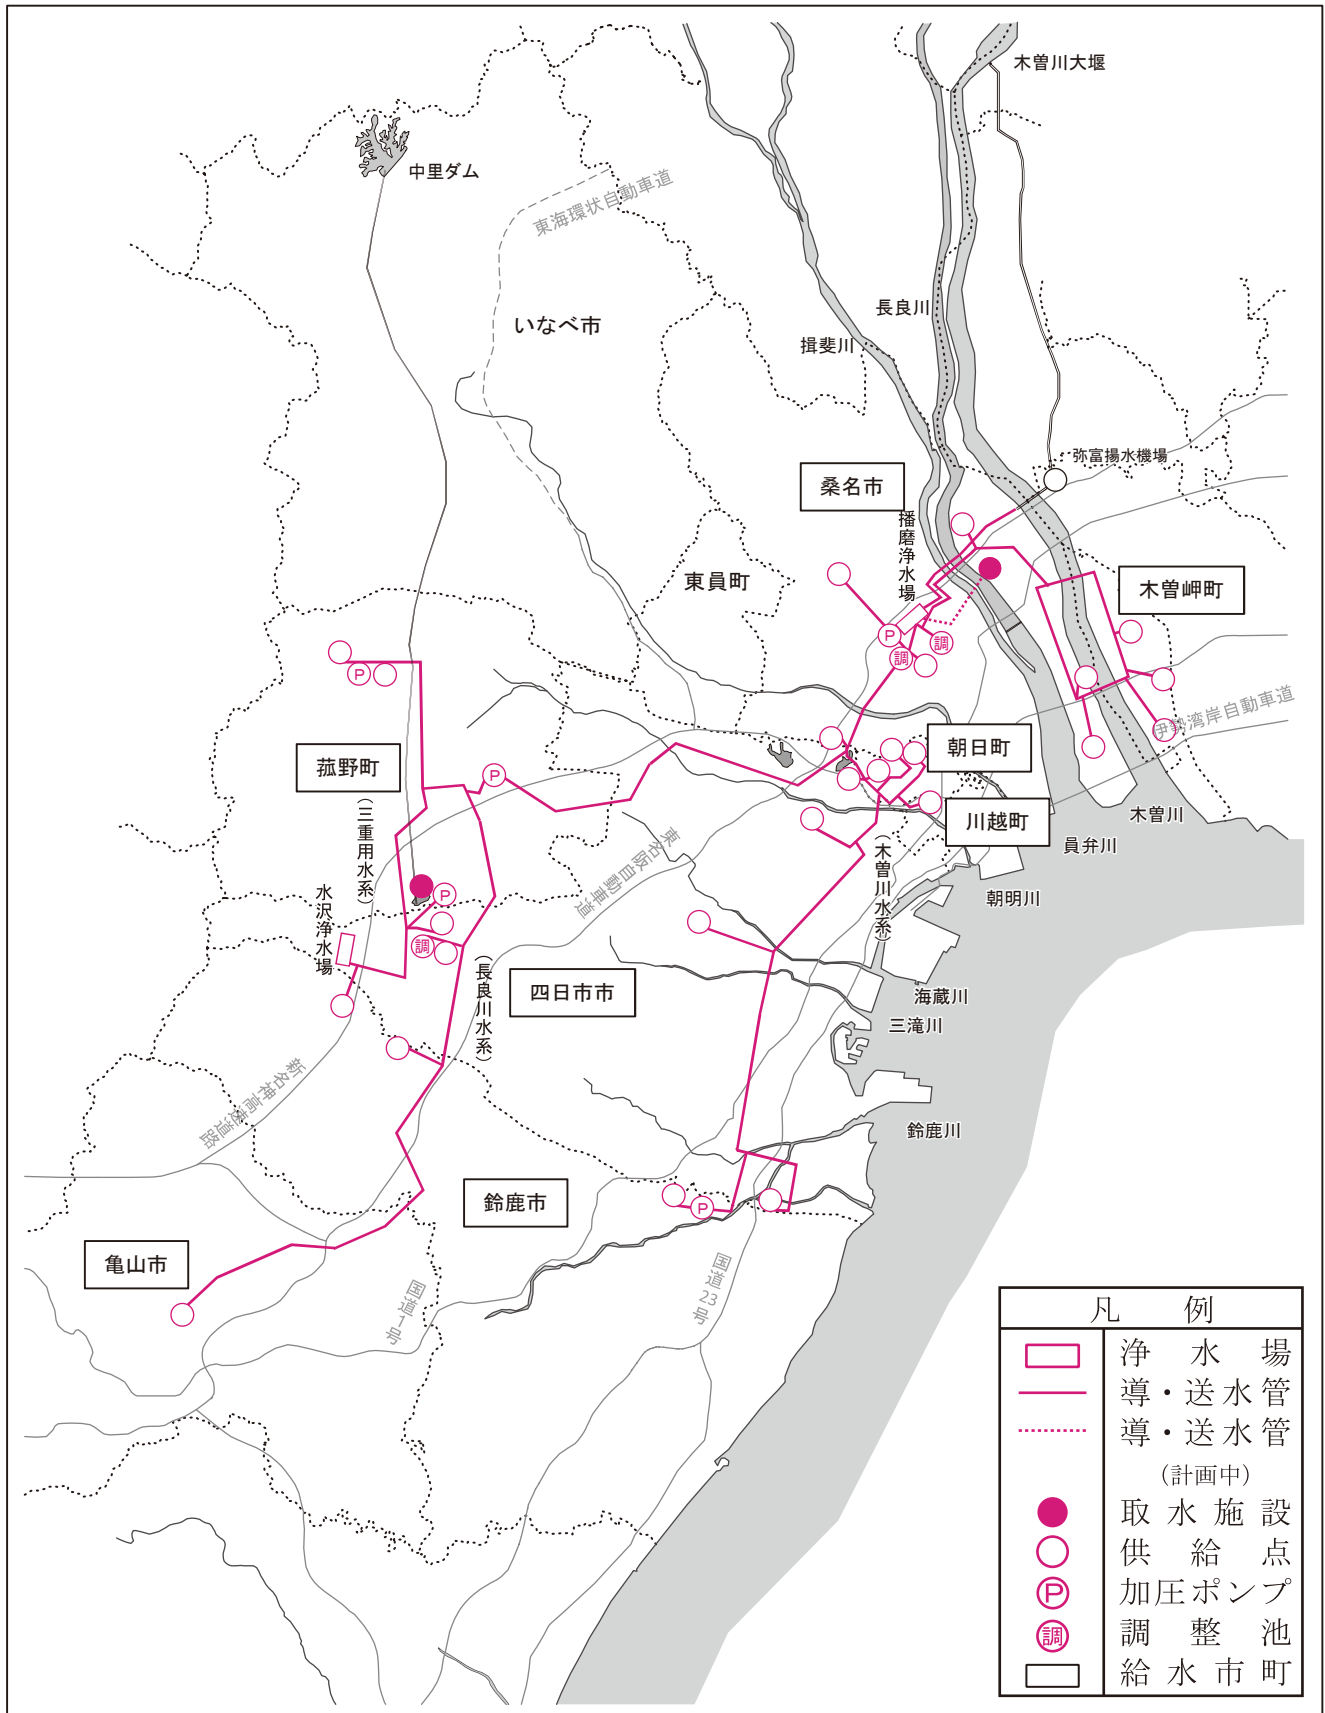 木曽川大堰
中里ダム
東海環状自動車道
長良川
いなべ市
揖斐川
弥富揚水機場
桑名市
播磨浄水場
東員町
木曽岬町
P
調
調
P
伊勢湾岸自動車道
朝日町
菰野町
P
(三重用水系)
川越町
木曽川
員弁川
東名阪自動車道
(木曽川水系)
朝明川
P
水沢浄水場
調
(長良川水系)
四日市市
海蔵川
三滝川
新名神高速道路
鈴鹿川
鈴鹿市
P
亀山市
国道1号
国道23号
凡例
浄水場
導・送水管
導・送水管
(計画中)
取水施設
供給点
P 加圧ポンプ
調 調整池
給水市町